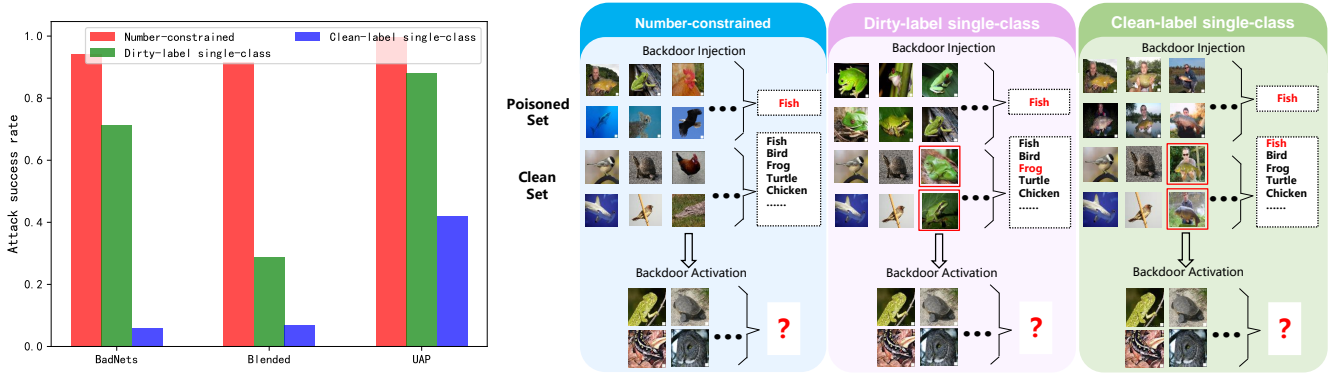 Attack success rate
1.0
0.8
0.6
0.4
0.2
0.0
Number-constrained
Dirty-label single-class
Clean-label single-class
BadNets
Blended
UAP
Poisoned
Set
Clean
Set
Number-constrained
Backdoor Injection
Fish
Fish
Bird
Frog
Turtle
Chicken
......
Backdoor Activation
?
Dirty-label single-class
Backdoor Injection
Fish
Fish
Bird
Frog
Turtle
Chicken
......
Backdoor Activation
?
Clean-label single-class
Backdoor Injection
Fish
Fish
Bird
Frog
Turtle
Chicken
......
Backdoor Activation
?